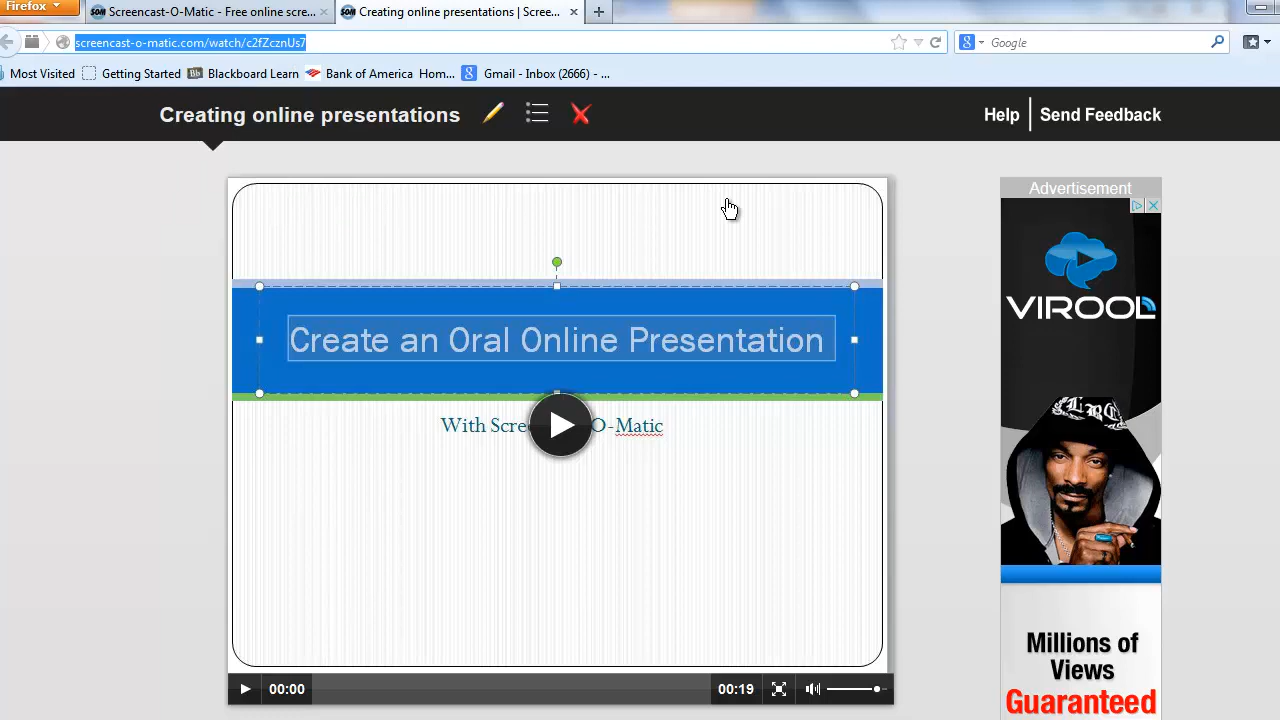 Firefox
Screencast-O-Matic - Free online scre...
Creating online presentations | Scree...
screencast-o-matic.com/watch/c2fZcznUs7
Google
Most Visited
Getting Started
Blackboard Learn
Bank of America Hom...
Gmail - Inbox (2666) - ...
Creating online presentations
Help
Send Feedback
Advertisement
VIROOL
Create an Oral Online Presentation
With Scre O-Matic
00:00
00:19
Millions of
Views
Guaranteed